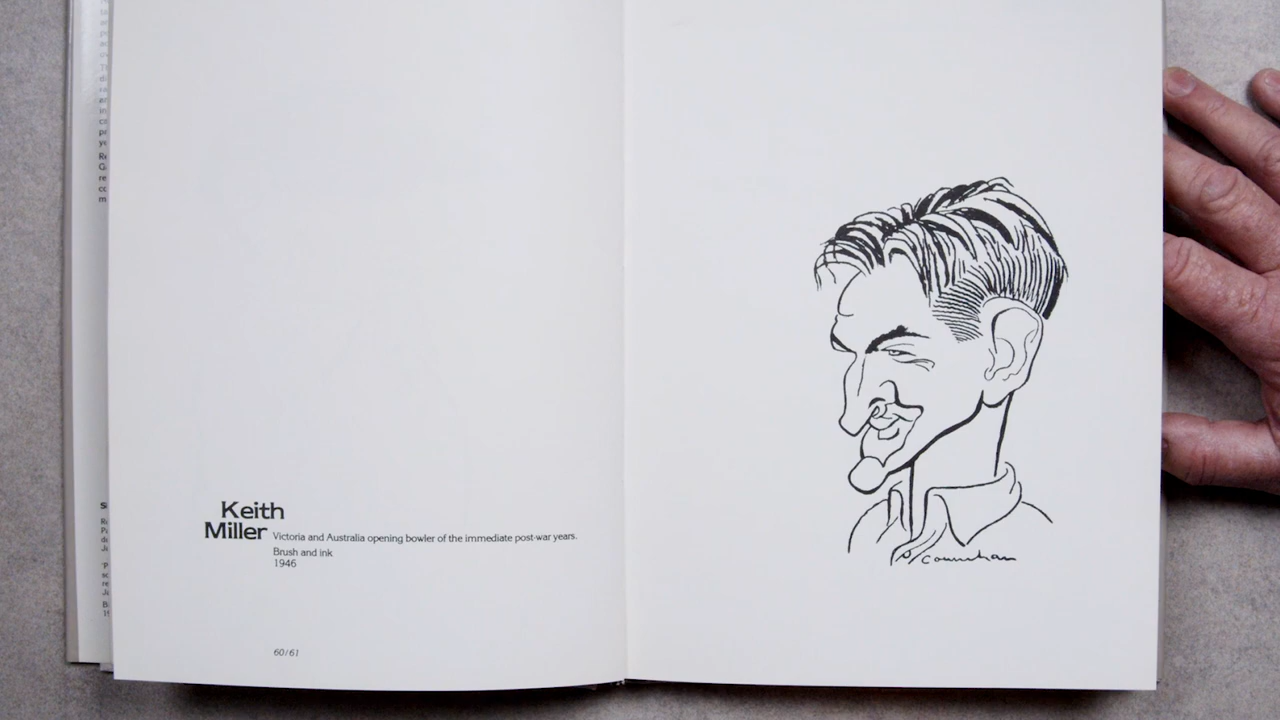 Keith
Miller Victoria and Australia opening bowler of the immediate post-war years.
Brush and ink
1946
60/61
Counihan